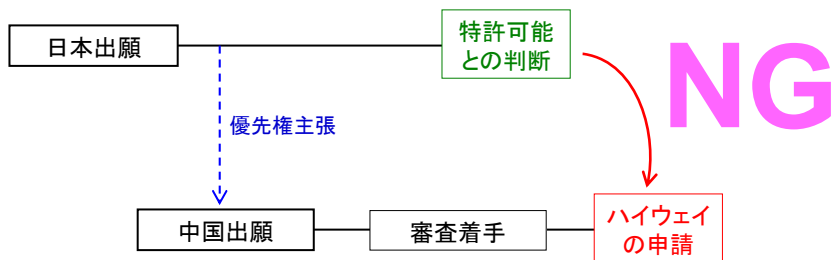 日本出願
特許可能
との判断
NG
優先権主張
中国出願
審査着手
ハイウェイ
の申請